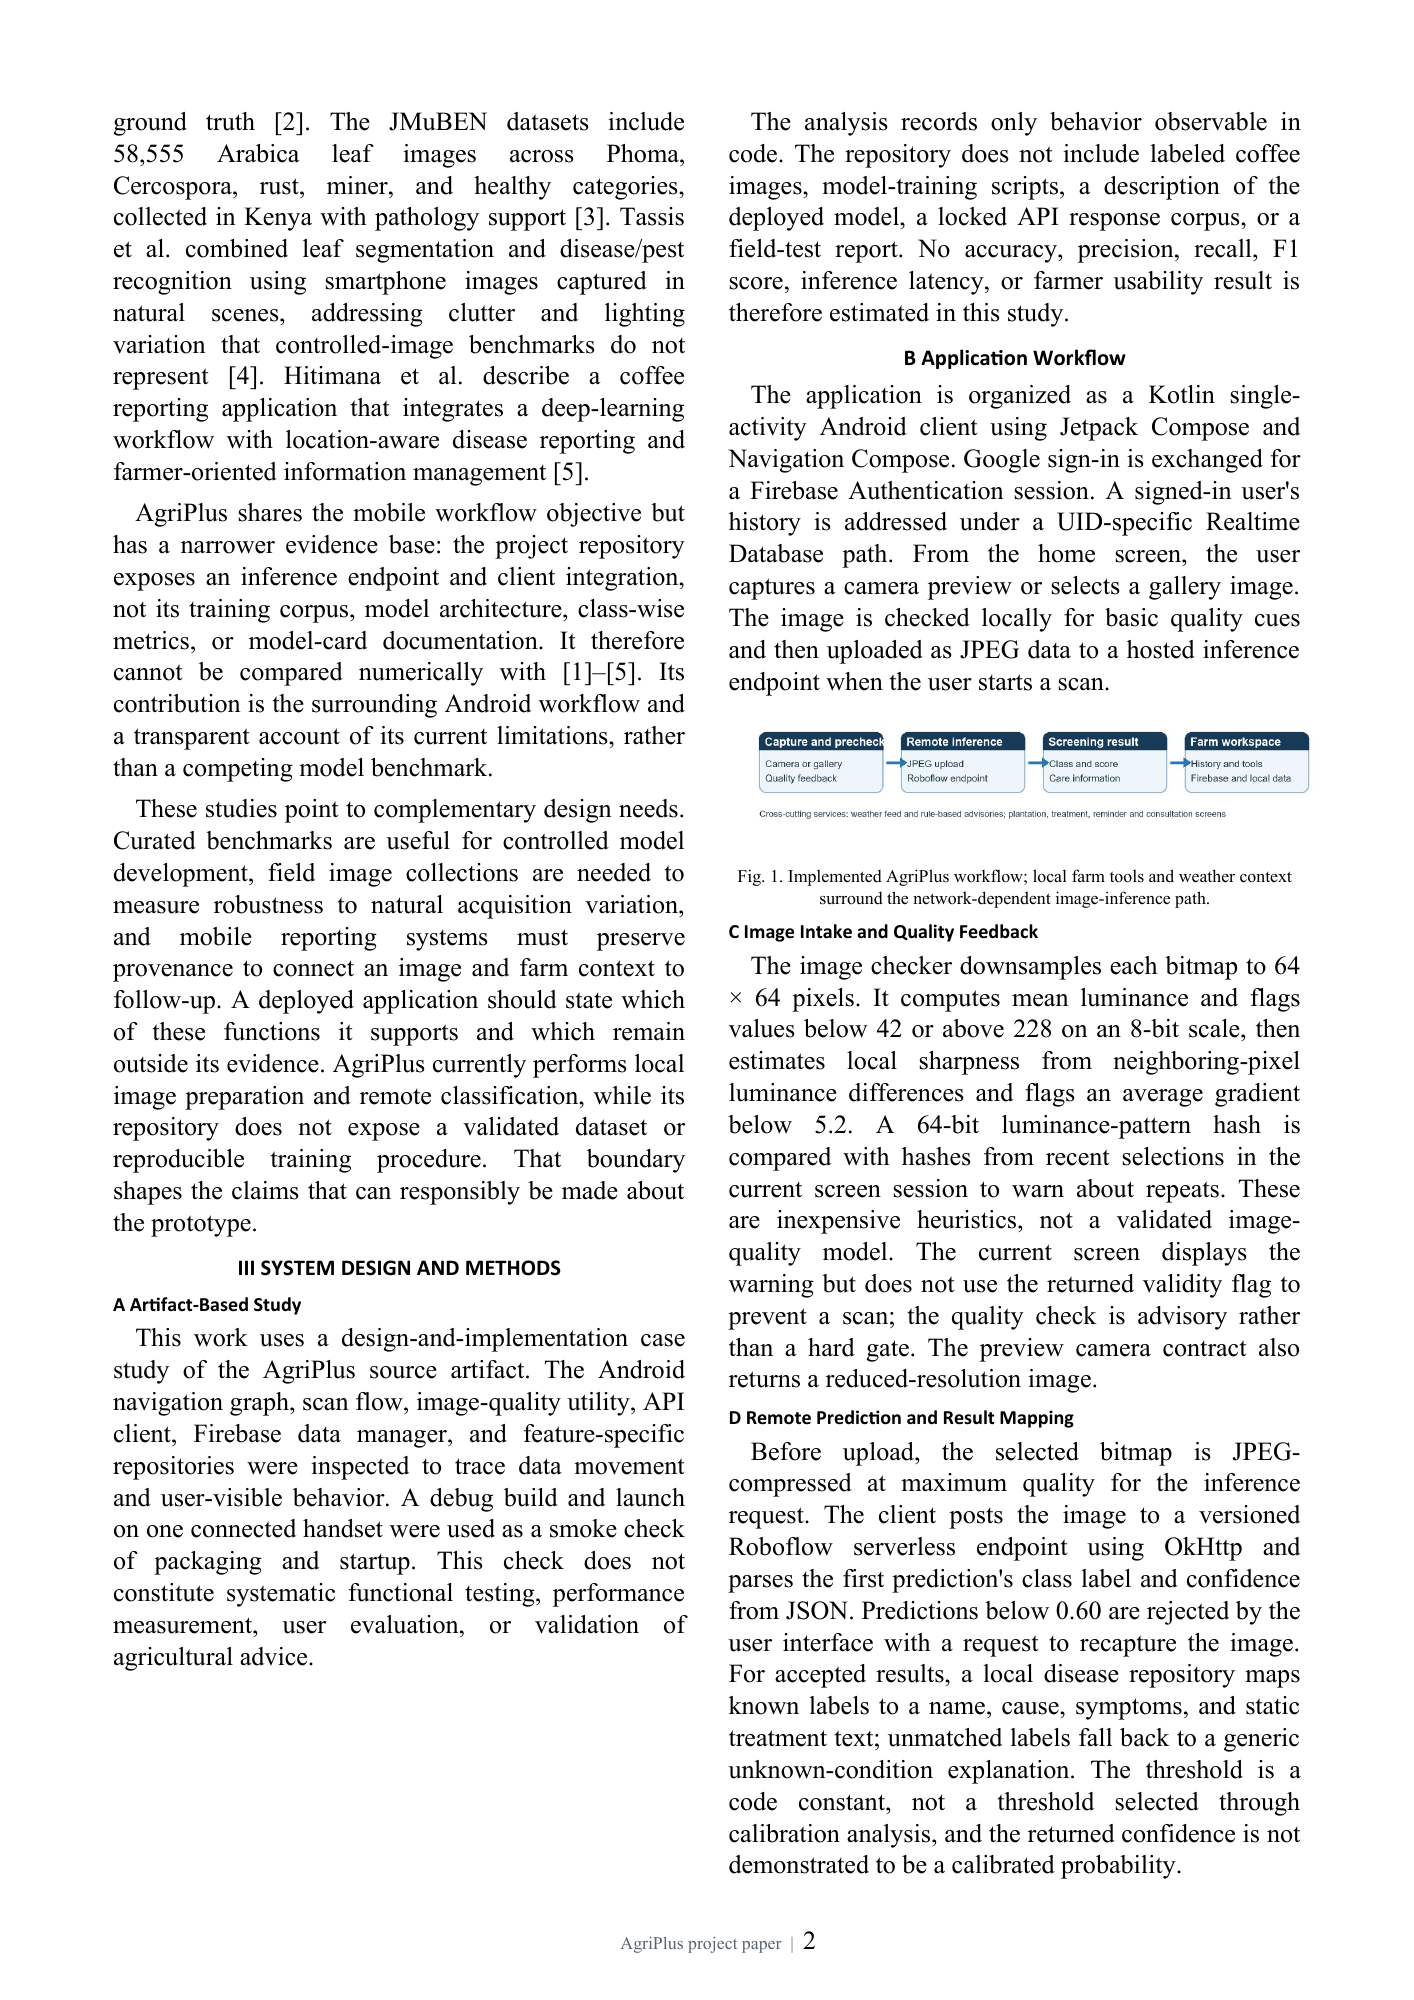 ground truth [2]. The JMuBEN datasets include
58,555 Arabica leaf images across Phoma,
Cercospora, rust, miner, and healthy categories,
collected in Kenya with pathology support [3]. Tassis
et al. combined leaf segmentation and disease/pest
recognition using smartphone images captured in
natural scenes, addressing clutter and lighting
variation that controlled-image benchmarks do not
represent [4]. Hitimana et al. describe a coffee
reporting application that integrates a deep-learning
workflow with location-aware disease reporting and
farmer-oriented information management [5].
AgriPlus shares the mobile workflow objective but
has a narrower evidence base: the project repository
exposes an inference endpoint and client integration,
not its training corpus, model architecture, class-wise
metrics, or model-card documentation. It therefore
cannot be compared numerically with [1]–[5]. Its
contribution is the surrounding Android workflow and
a transparent account of its current limitations, rather
than a competing model benchmark.
These studies point to complementary design needs.
Curated benchmarks are useful for controlled model
development, field image collections are needed to
measure robustness to natural acquisition variation,
and mobile reporting systems must preserve
provenance to connect an image and farm context to
follow-up. A deployed application should state which
of these functions it supports and which remain
outside its evidence. AgriPlus currently performs local
image preparation and remote classification, while its
repository does not expose a validated dataset or
reproducible training procedure. That boundary
shapes the claims that can responsibly be made about
the prototype.
III SYSTEM DESIGN AND METHODS
A Artifact-Based Study
This work uses a design-and-implementation case
study of the AgriPlus source artifact. The Android
navigation graph, scan flow, image-quality utility, API
client, Firebase data manager, and feature-specific
repositories were inspected to trace data movement
and user-visible behavior. A debug build and launch
on one connected handset were used as a smoke check
of packaging and startup. This check does not
constitute systematic functional testing, performance
measurement, user evaluation, or validation of
agricultural advice.
The analysis records only behavior observable in
code. The repository does not include labeled coffee
images, model-training scripts, a description of the
deployed model, a locked API response corpus, or a
field-test report. No accuracy, precision, recall, F1
score, inference latency, or farmer usability result is
therefore estimated in this study.
B Application Workflow
The application is organized as a Kotlin single-
activity Android client using Jetpack Compose and
Navigation Compose. Google sign-in is exchanged for
a Firebase Authentication session. A signed-in user's
history is addressed under a UID-specific Realtime
Database path. From the home screen, the user
captures a camera preview or selects a gallery image.
The image is checked locally for basic quality cues
and then uploaded as JPEG data to a hosted inference
endpoint when the user starts a scan.
Capture and precheck
Camera or gallery
Quality feedback
Remote inference
JPEG upload
Roboflow endpoint
Screening result
Class and score
Care information
Farm workspace
History and tools
Firebase and local data
Cross-cutting services: weather feed and rule-based advisories; plantation, treatment, reminder and consultation screens
Fig. 1. Implemented AgriPlus workflow; local farm tools and weather context
surround the network-dependent image-inference path.
C Image Intake and Quality Feedback
The image checker downsamples each bitmap to 64
× 64 pixels. It computes mean luminance and flags
values below 42 or above 228 on an 8-bit scale, then
estimates local sharpness from neighboring-pixel
luminance differences and flags an average gradient
below 5.2. A 64-bit luminance-pattern hash is
compared with hashes from recent selections in the
current screen session to warn about repeats. These
are inexpensive heuristics, not a validated image-
quality model. The current screen displays the
warning but does not use the returned validity flag to
prevent a scan; the quality check is advisory rather
than a hard gate. The preview camera contract also
returns a reduced-resolution image.
D Remote Prediction and Result Mapping
Before upload, the selected bitmap is JPEG-
compressed at maximum quality for the inference
request. The client posts the image to a versioned
Roboflow serverless endpoint using OkHttp and
parses the first prediction's class label and confidence
from JSON. Predictions below 0.60 are rejected by the
user interface with a request to recapture the image.
For accepted results, a local disease repository maps
known labels to a name, cause, symptoms, and static
treatment text; unmatched labels fall back to a generic
unknown-condition explanation. The threshold is a
code constant, not a threshold selected through
calibration analysis, and the returned confidence is not
demonstrated to be a calibrated probability.
AgriPlus project paper | 2